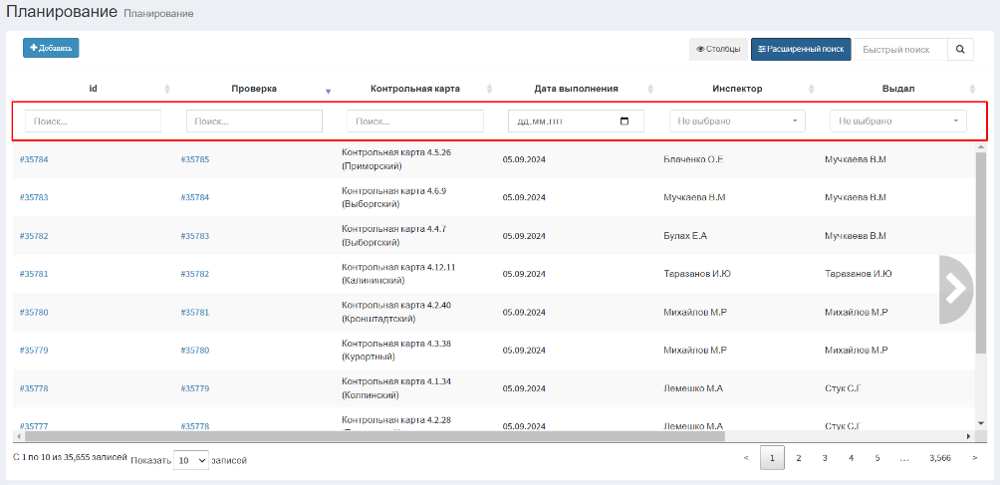 Планирование Планирование
Добавить
Столбцы Расширенный поиск Быстрый поиск
id Проверка Контрольная карта Дата выполнения Инспектор Выдал
Поиск... Поиск... Поиск... дд.мм.гггг Не выбрано Не выбрано
#35784 #35785 Контрольная карта 4.5.26 (Приморский) 05.09.2024 Блаченко О.Е Мучкаева В.М
#35783 #35784 Контрольная карта 4.6.9 (Выборгский) 05.09.2024 Мучкаева В.М Мучкаева В.М
#35782 #35783 Контрольная карта 4.4.7 (Выборгский) 05.09.2024 Булах Е.А Мучкаева В.М
#35781 #35782 Контрольная карта 4.12.11 (Калининский) 05.09.2024 Таразанов И.Ю Таразанов И.Ю
#35780 #35781 Контрольная карта 4.2.40 (Кронштадтский) 05.09.2024 Михайлов М.Р Михайлов М.Р
#35779 #35780 Контрольная карта 4.3.38 (Курортный) 05.09.2024 Михайлов М.Р Михайлов М.Р
#35778 #35779 Контрольная карта 4.1.34 (Колпинский) 05.09.2024 Лемешко М.А Стук С.Г
#35777 #35778 Контрольная карта 4.2.28 05.09.2024 Лемешко М.А Стук С.Г
С 1 по 10 из 35,655 записей Показать 10 записей < 1 2 3 4 5 ... 3,566 >